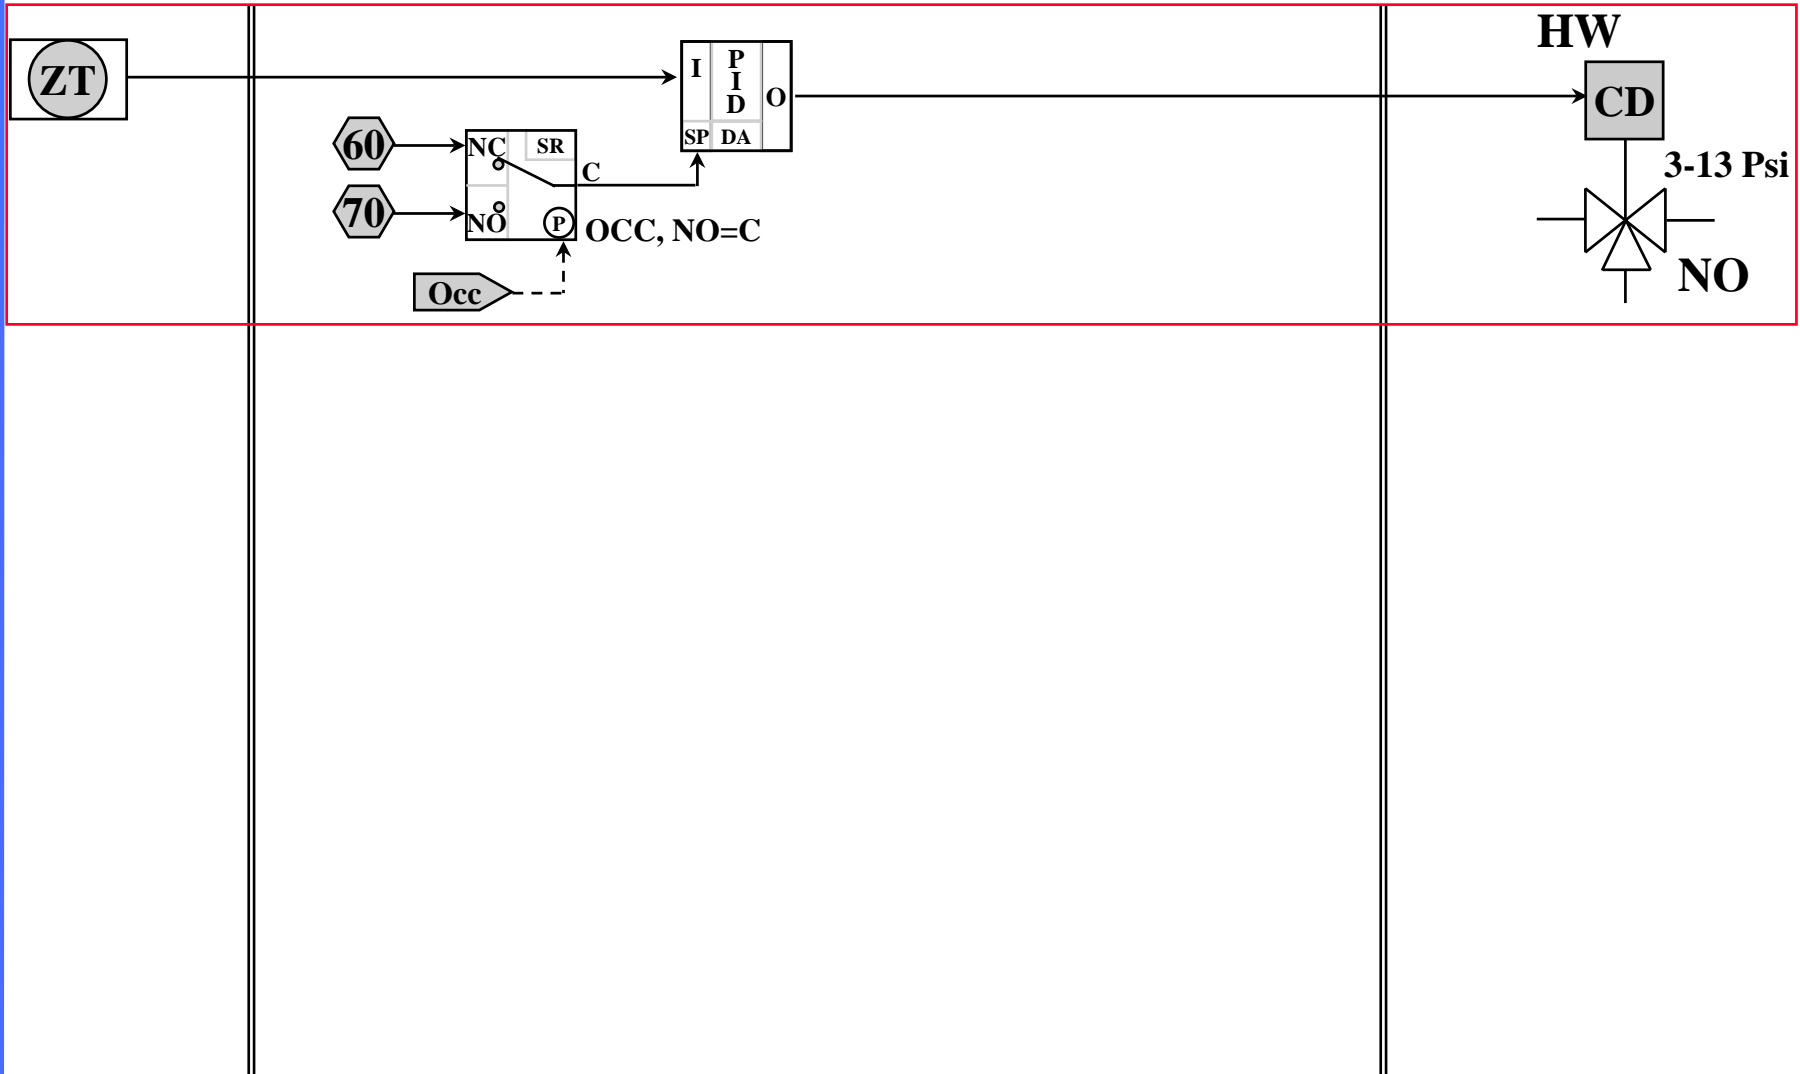 HW
ZT
I
P
I
D
O
CD
SP
DA
60
NC
SR
C
3-13 Psi
70
NO
P
OCC, NO=C
NO
Occ